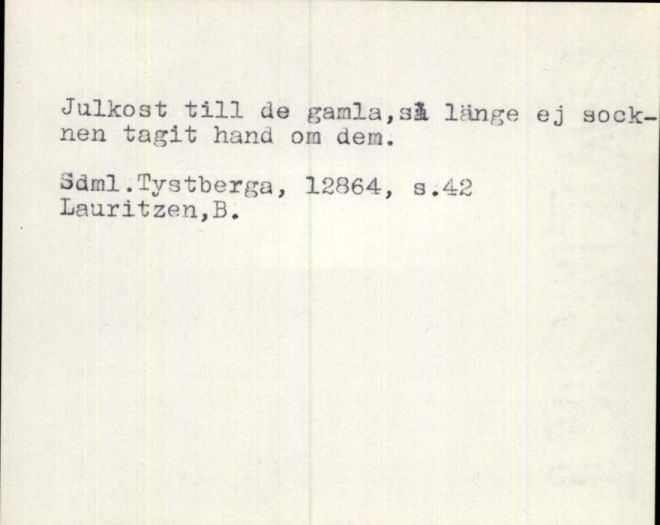 Julkost till de gamla,så länge ej sock-
nen tagit hand om dem.
Sdml.Tystberga, 12864, s.42
Lauritzen,B.